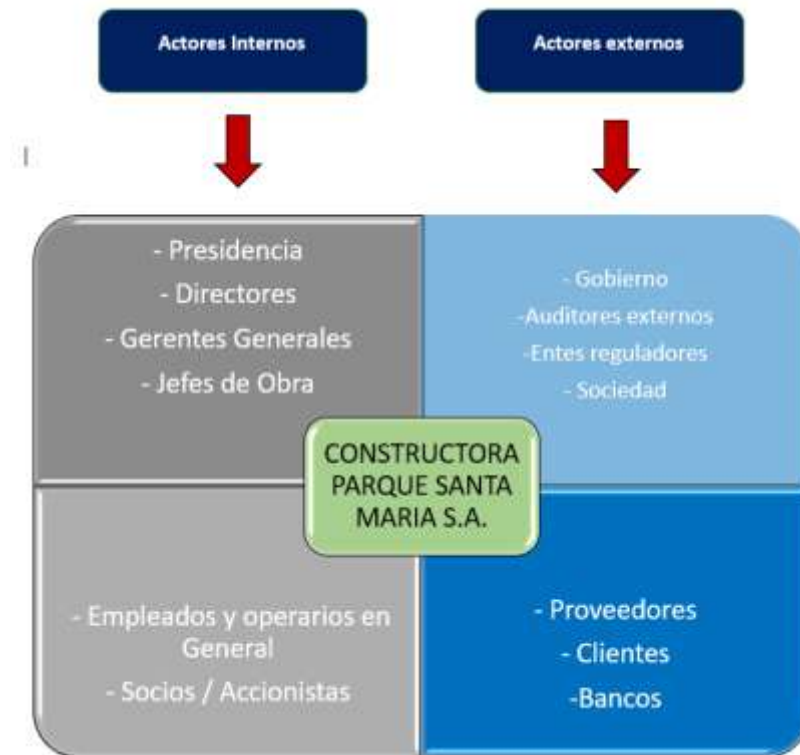 Actores Internos
Actores externos
- Presidencia
- Directores
- Gerentes Generales
- Jefes de Obra
- Gobierno
-Auditores externos
-Entes reguladores
- Sociedad
CONSTRUCTORA
PARQUE SANTA
MARIA S.A.
- Empleados y operarios en
General
- Socios / Accionistas
- Proveedores
- Clientes
-Bancos